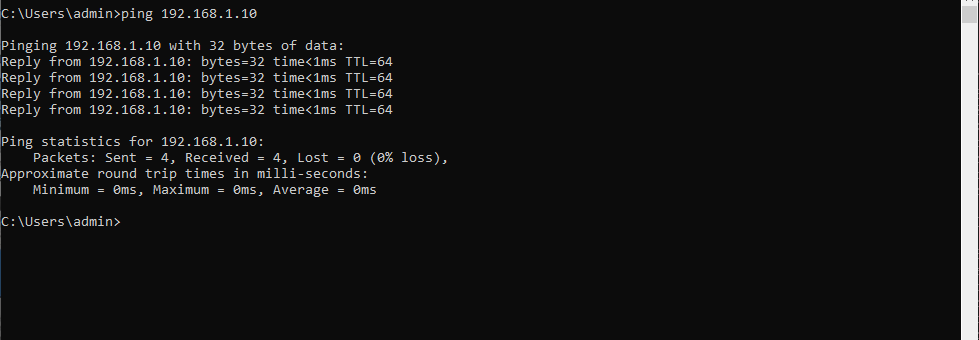 C:\Users\admin>ping 192.168.1.10
Pinging 192.168.1.10 with 32 bytes of data:
Reply from 192.168.1.10: bytes=32 time<1ms TTL=64
Reply from 192.168.1.10: bytes=32 time<1ms TTL=64
Reply from 192.168.1.10: bytes=32 time<1ms TTL=64
Reply from 192.168.1.10: bytes=32 time<1ms TTL=64
Ping statistics for 192.168.1.10:
    Packets: Sent = 4, Received = 4, Lost = 0 (0% loss),
Approximate round trip times in milli-seconds:
    Minimum = 0ms, Maximum = 0ms, Average = 0ms
C:\Users\admin>